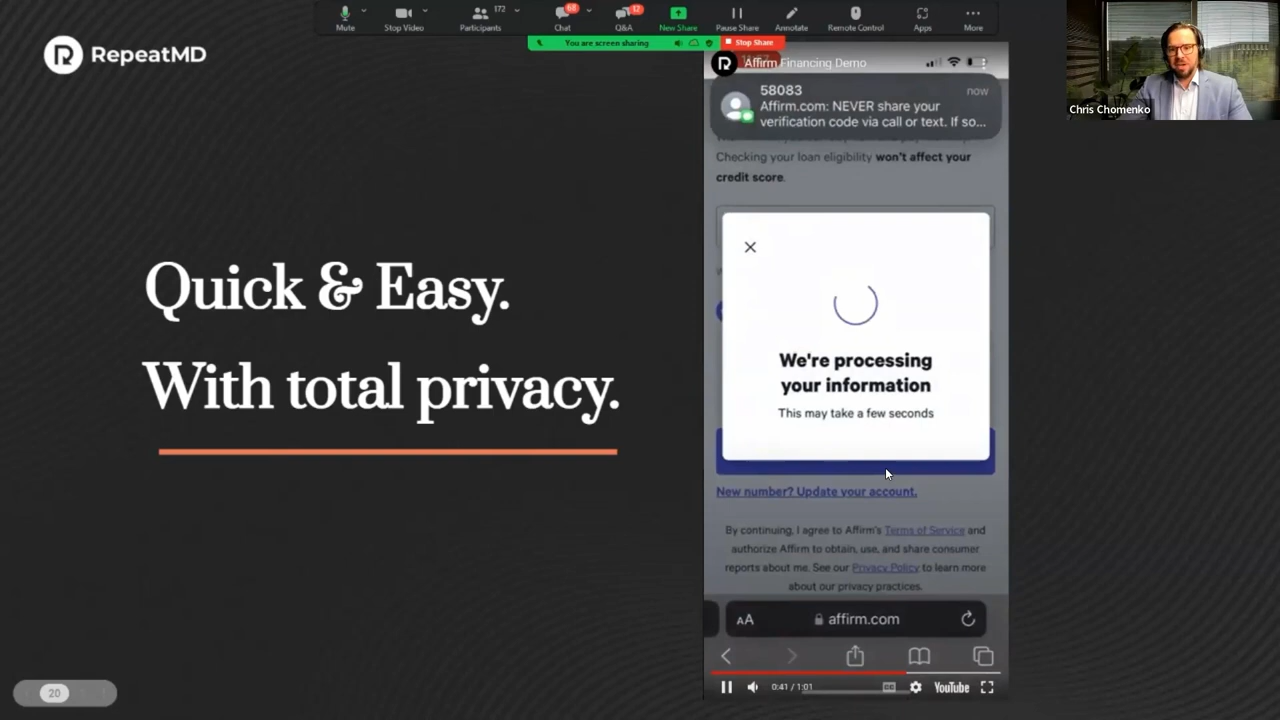 Mute
Stop Video
Participants
172
Chat
68
Q&A
12
New Share
Pause Share
Annotate
Remote Control
Apps
More
You are screen sharing
Stop Share
RepeatMD
Chris Chomenko
Affirm Financing Demo
58083
now
Affirm.com: NEVER share your
verification code via call or text. If so...
Checking your loan eligibility won't affect your
credit score.
We're processing
your information
This may take a few seconds
New number? Update your account.
By continuing, I agree to Affirm's Terms of Service and
authorize Affirm to obtain, use, and share consumer
reports about me. See our Privacy Policy to learn more
about our privacy practices.
AA
affirm.com
0:41 / 1:01
CC
YouTube
Quick & Easy.
With total privacy.
20